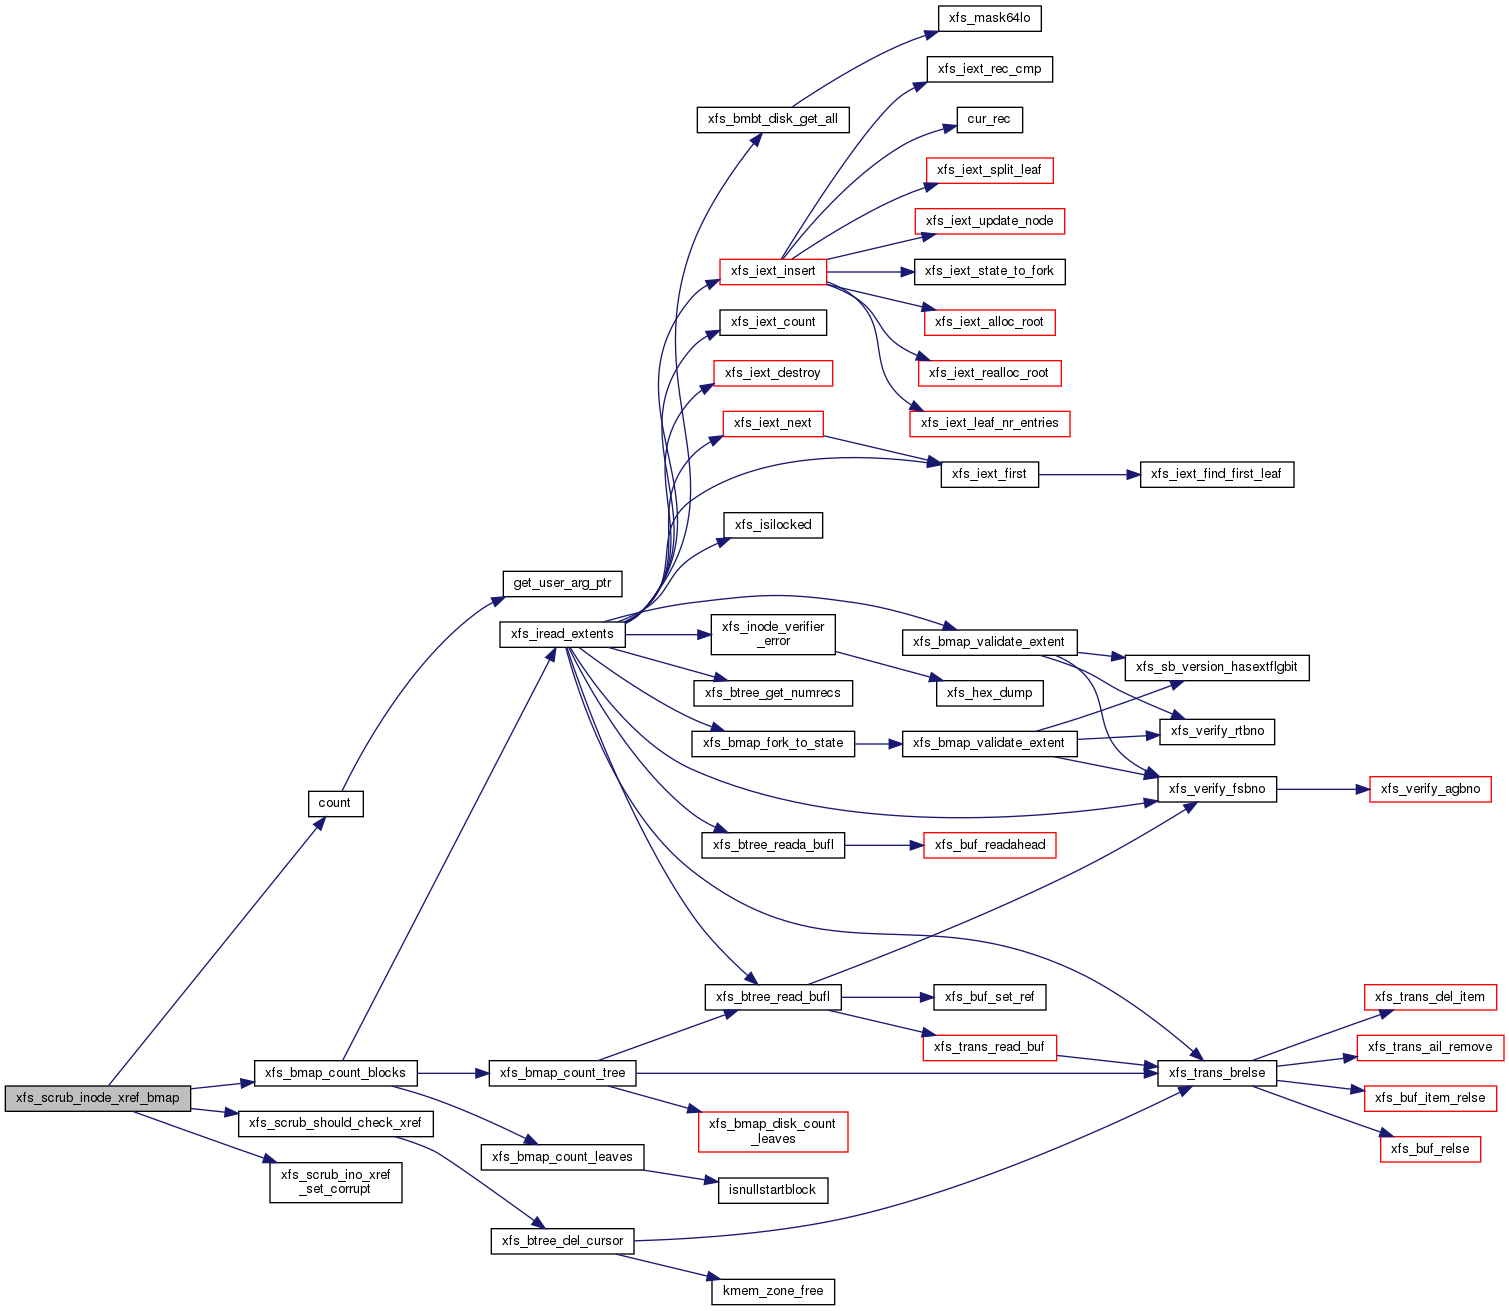 xfs_mask64lo
xfs_iext_rec_cmp
xfs_bmbt_disk_get_all
cur_rec
xfs_iext_split_leaf
xfs_iext_update_node
xfs_iext_insert
xfs_iext_state_to_fork
xfs_iext_count
xfs_iext_alloc_root
xfs_iext_destroy
xfs_iext_realloc_root
xfs_iext_next
xfs_iext_leaf_nr_entries
xfs_iext_first
xfs_iext_find_first_leaf
xfs_isilocked
get_user_arg_ptr
xfs_iread_extents
xfs_inode_verifier
_error
xfs_bmap_validate_extent
xfs_sb_version_hasextflgbit
xfs_btree_get_numrecs
xfs_hex_dump
xfs_verify_rtbno
xfs_bmap_fork_to_state
xfs_bmap_validate_extent
xfs_verify_fsbno
xfs_verify_agbno
count
xfs_btree_reada_bufl
xfs_buf_readahead
xfs_btree_read_bufl
xfs_buf_set_ref
xfs_trans_del_item
xfs_trans_read_buf
xfs_trans_ail_remove
xfs_bmap_count_blocks
xfs_bmap_count_tree
xfs_trans_brelse
xfs_scrub_inode_xref_bmap
xfs_buf_item_relse
xfs_scrub_should_check_xref
xfs_bmap_disk_count
_leaves
xfs_buf_relse
xfs_bmap_count_leaves
xfs_scrub_ino_xref
_set_corrupt
isnullstartblock
xfs_btree_del_cursor
kmem_zone_free